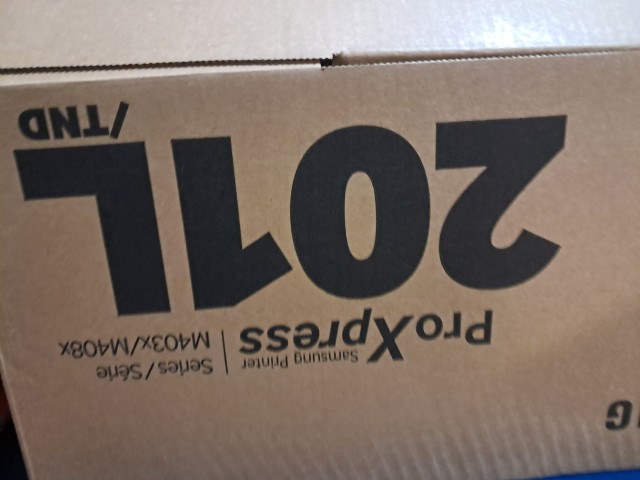 Samsung Printer
ProXpress
Series/Série
M403x/M408x
201L
/TND